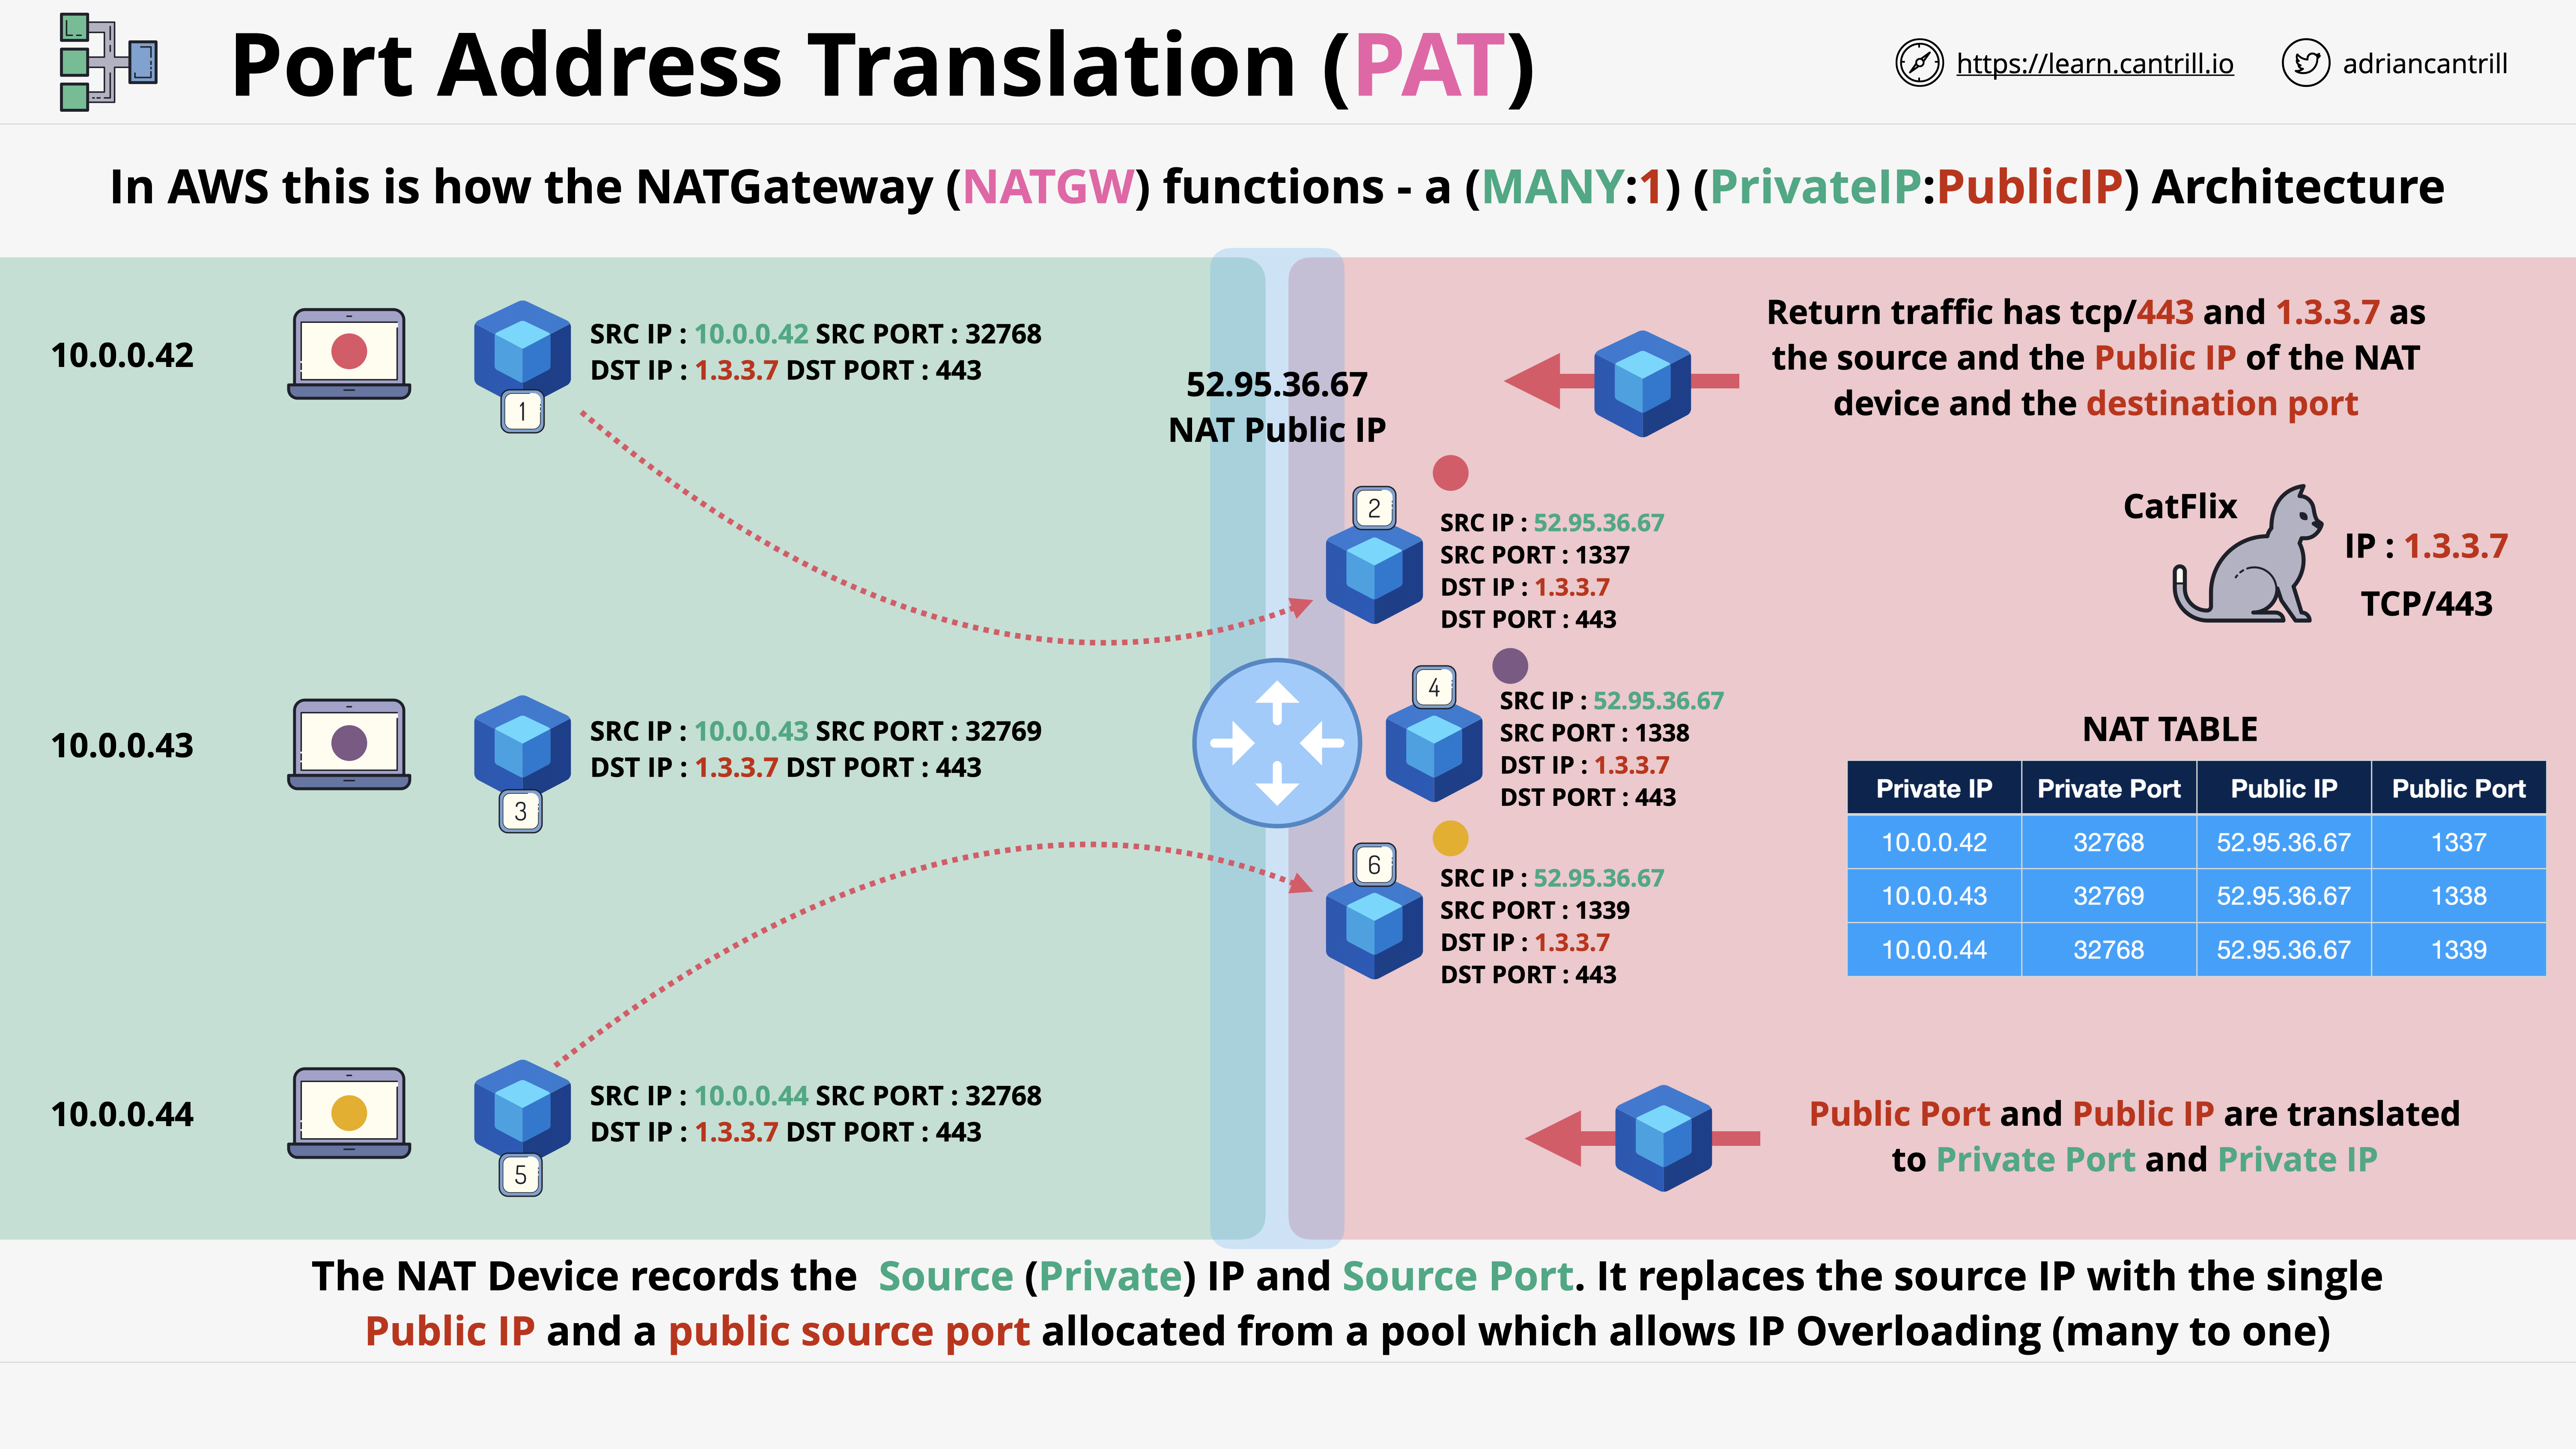 Port Address Translation (PAT)
https://learn.cantrill.io
adriancantrill
In AWS this is how the NATGateway (NATGW) functions - a (MANY:1) (PrivateIP:PublicIP) Architecture
10.0.0.42
SRC IP : 10.0.0.42 SRC PORT : 32768
DST IP : 1.3.3.7 DST PORT : 443
1
52.95.36.67
NAT Public IP
Return traffic has tcp/443 and 1.3.3.7 as
the source and the Public IP of the NAT
device and the destination port
2
SRC IP : 52.95.36.67
SRC PORT : 1337
DST IP : 1.3.3.7
DST PORT : 443
CatFlix
IP : 1.3.3.7
TCP/443
10.0.0.43
SRC IP : 10.0.0.43 SRC PORT : 32769
DST IP : 1.3.3.7 DST PORT : 443
3
4
SRC IP : 52.95.36.67
SRC PORT : 1338
DST IP : 1.3.3.7
DST PORT : 443
NAT TABLE
Private IP Private Port Public IP Public Port
10.0.0.42 32768 52.95.36.67 1337
10.0.0.43 32769 52.95.36.67 1338
10.0.0.44 32768 52.95.36.67 1339
6
SRC IP : 52.95.36.67
SRC PORT : 1339
DST IP : 1.3.3.7
DST PORT : 443
10.0.0.44
SRC IP : 10.0.0.44 SRC PORT : 32768
DST IP : 1.3.3.7 DST PORT : 443
5
Public Port and Public IP are translated
to Private Port and Private IP
The NAT Device records the Source (Private) IP and Source Port. It replaces the source IP with the single
Public IP and a public source port allocated from a pool which allows IP Overloading (many to one)